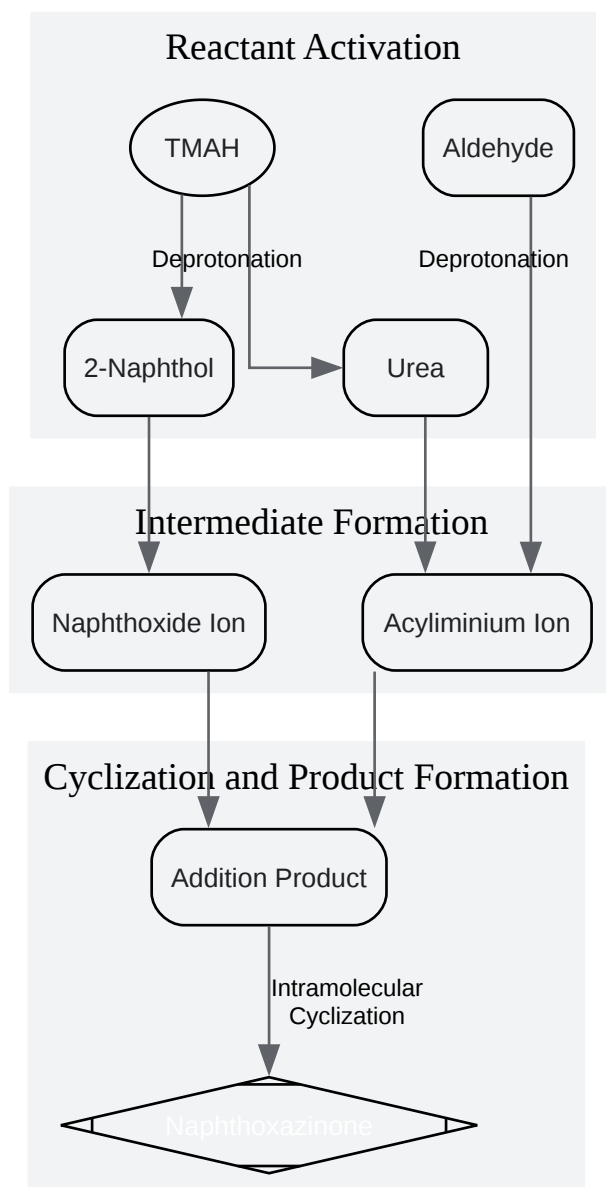 Reactant Activation
TMAH
Aldehyde
Deprotonation
Deprotonation
2-Naphthol
Urea
Intermediate Formation
Naphthoxide Ion
Acyliminium Ion
Cyclization and Product Formation
Addition Product
Intramolecular
Cyclization
Naphthoxazinone